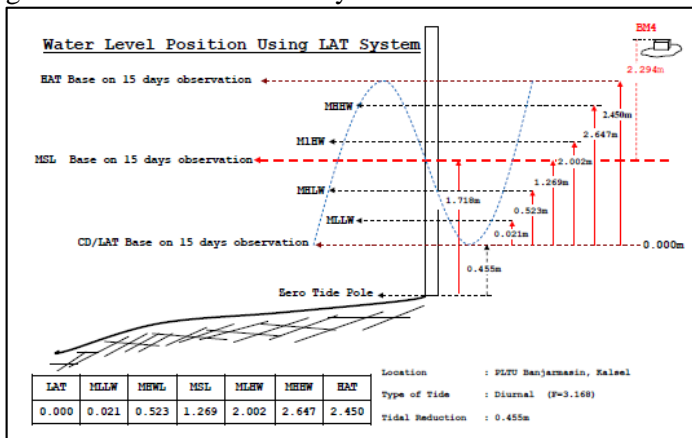 Water Level Position Using LAT System
BM4
2.294m
HAT Base on 15 days observation
MHHW
2.450m
2.647m
M1HW
2.002m
MSL Base on 15 days observation
1.269m
MHLW
1.718m
0.523m
MLLW
0.021m
CD/LAT Base on 15 days observation
0.000m
0.455m
Zero Tide Pole
LAT MLLW MHWL MSL MLHW MHHW HAT
0.000 0.021 0.523 1.269 2.002 2.647 2.450
Location : PLTU Banjarmasin, Kalsel
Type of Tide : Diurnal (F=3.168)
Tidal Reduction : 0.455m